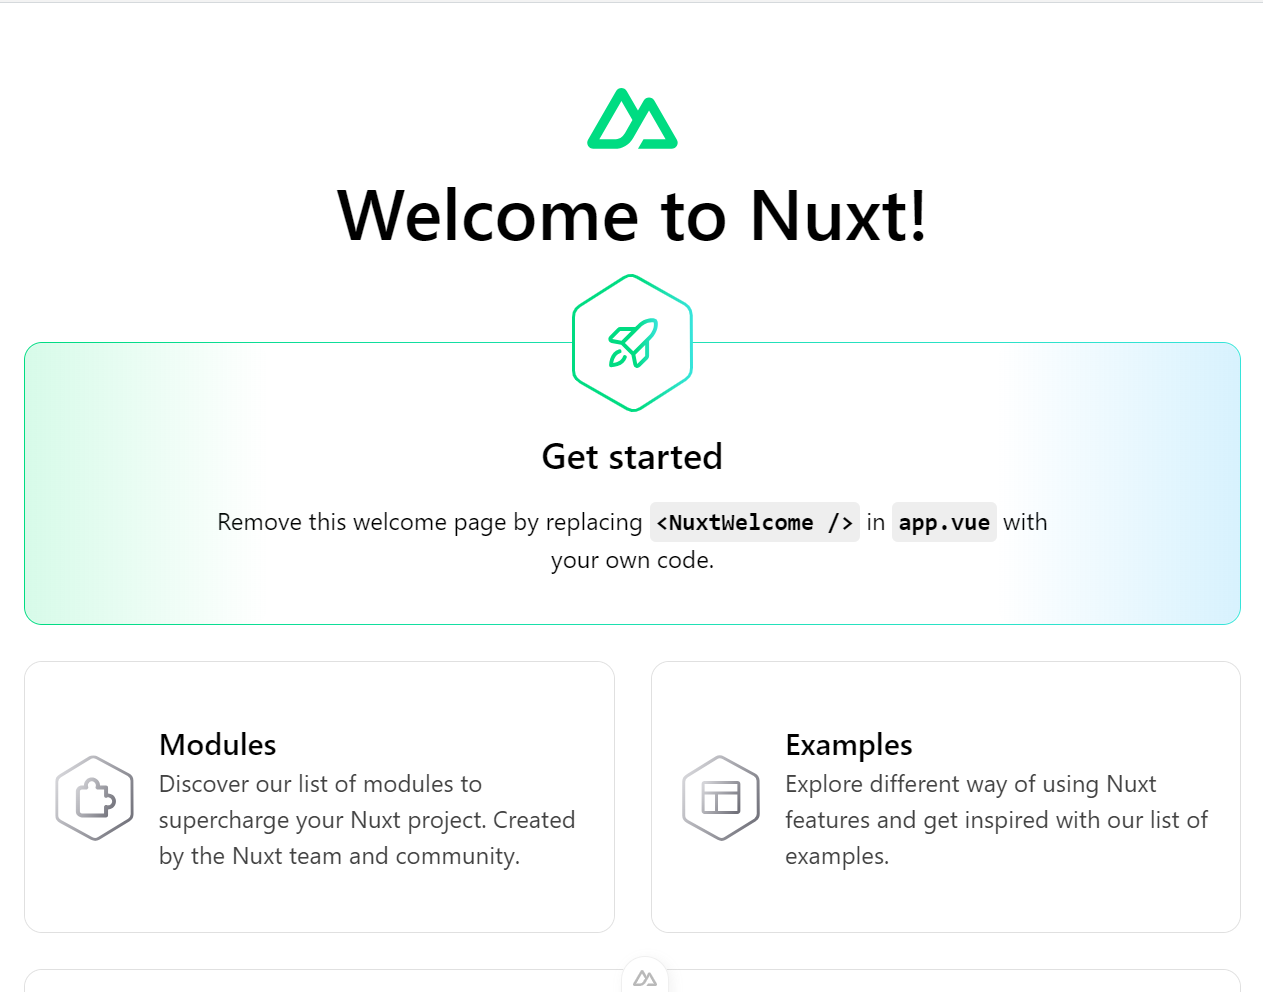 Welcome to Nuxt!
Get started
Remove this welcome page by replacing <NuxtWelcome /> in app.vue with
your own code.
Modules
Discover our list of modules to
supercharge your Nuxt project. Created
by the Nuxt team and community.
Examples
Explore different way of using Nuxt
features and get inspired with our list of
examples.